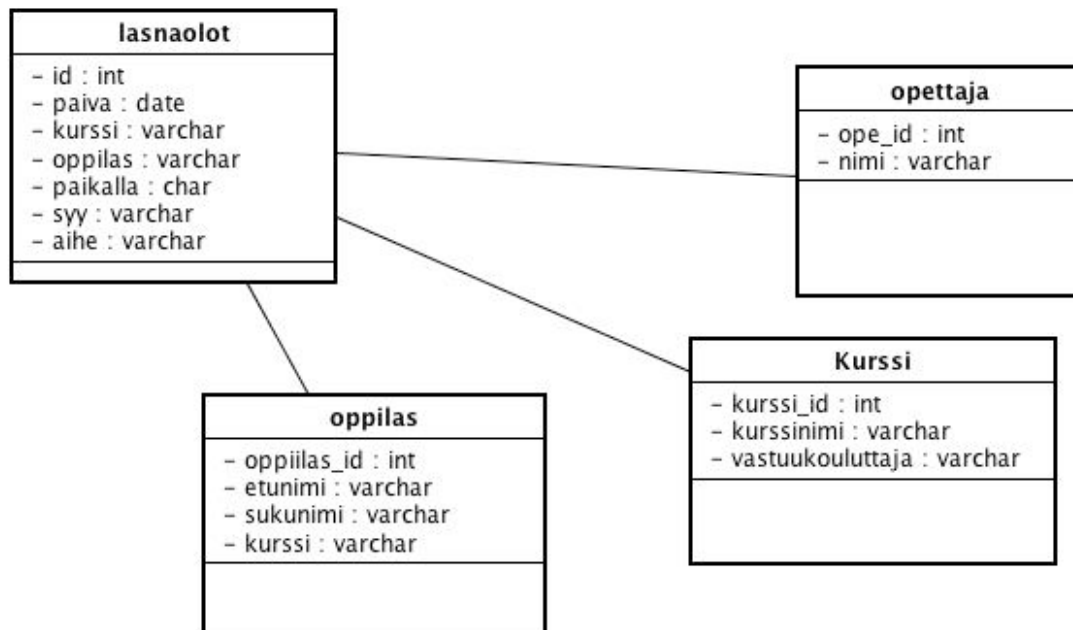 lasnaolot
- id : int
- paiva : date
- kurssi : varchar
- oppilas : varchar
- paikalla : char
- syy : varchar
- aihe : varchar
opettaja
- ope_id : int
- nimi : varchar
Kurssi
- kurssi_id : int
- kurssinimi : varchar
- vastuukouluttaja : varchar
oppilas
- oppiilas_id : int
- etunimi : varchar
- sukunimi : varchar
- kurssi : varchar